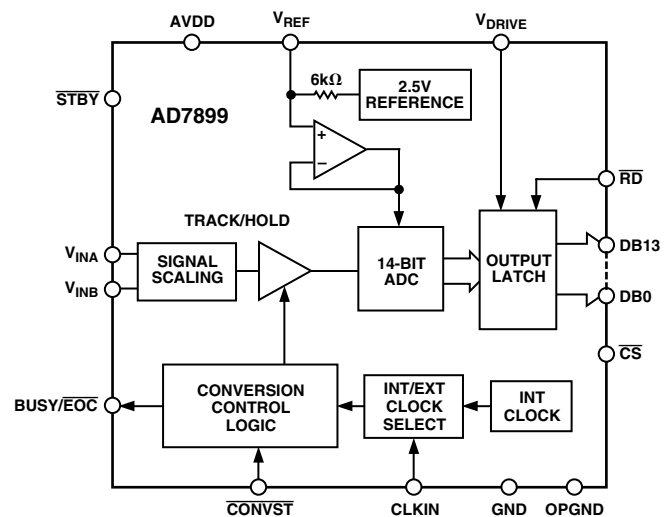 AVDD
VREF
VDRIVE
STBY
6kΩ
2.5V
REFERENCE
AD7899
+
−
RD
TRACK/HOLD
VINA
VINB
SIGNAL
SCALING
14-BIT
ADC
OUTPUT
LATCH
DB13
DB0
CS
BUSY/EOC
CONVERSION
CONTROL
LOGIC
INT/EXT
CLOCK
SELECT
INT
CLOCK
CONVST
CLKIN
GND
OPGND